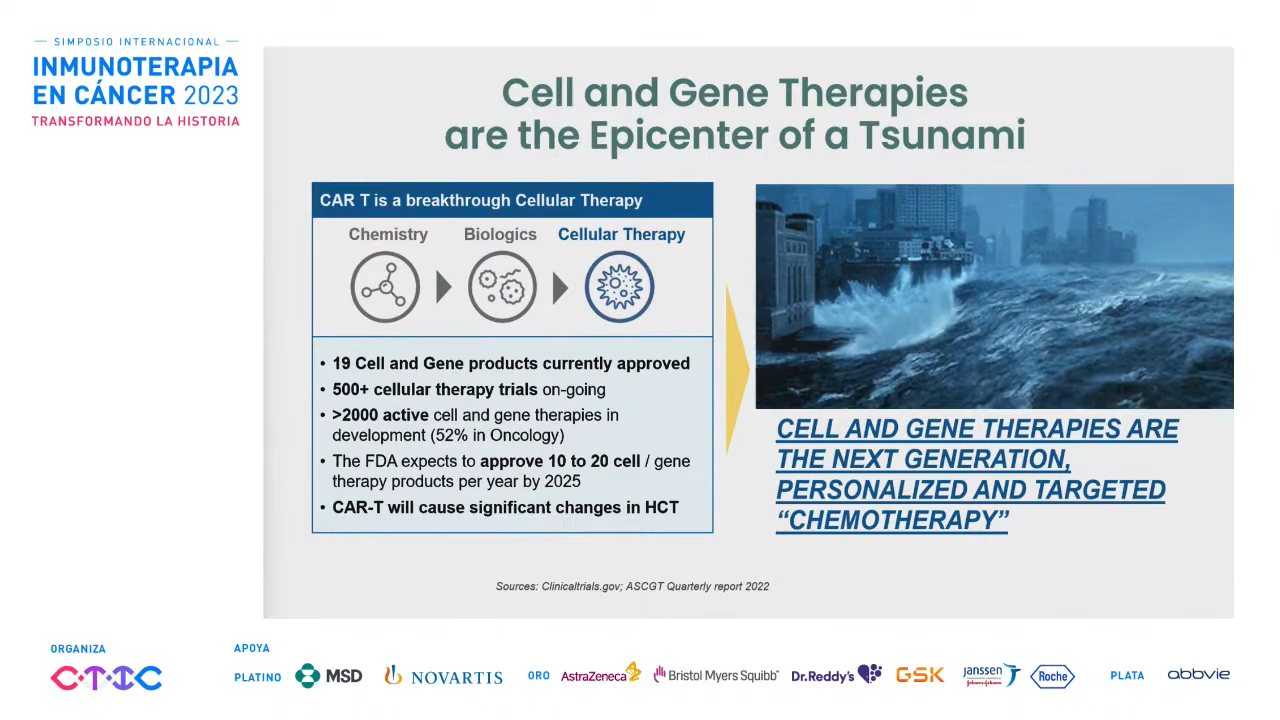 SIMPOSIO INTERNACIONAL
INMUNOTERAPIA
EN CÁNCER 2023
TRANSFORMANDO LA HISTORIA
Cell and Gene Therapies
are the Epicenter of a Tsunami
CAR T is a breakthrough Cellular Therapy
Chemistry Biologics Cellular Therapy
• 19 Cell and Gene products currently approved
• 500+ cellular therapy trials on-going
• >2000 active cell and gene therapies in
development (52% in Oncology)
• The FDA expects to approve 10 to 20 cell / gene
therapy products per year by 2025
• CAR-T will cause significant changes in HCT
CELL AND GENE THERAPIES ARE
THE NEXT GENERATION,
PERSONALIZED AND TARGETED
“CHEMOTHERAPY”
Sources: Clinicaltrials.gov; ASCGT Quarterly report 2022
ORGANIZA
CTIC
APOYA
PLATINO MSD NOVARTIS ORO AstraZeneca Bristol Myers Squibb™ Dr.Reddy's GSK Janssen Johnson&Johnson Roche PLATA abbvie